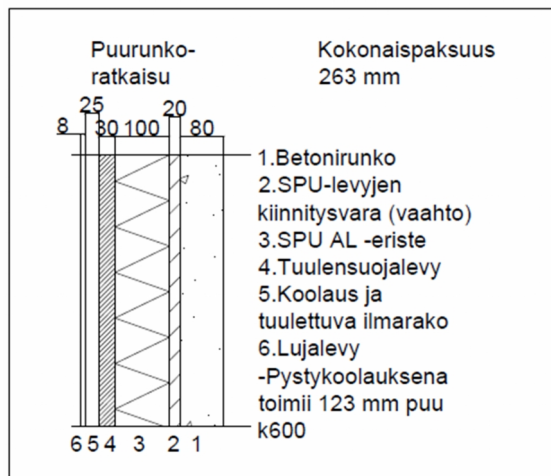 Puurunko-
ratkaisu
Kokonaispaksuus
263 mm
25
20
8
30
100
80
1.Betonirunko
2.SPU-levyjen
kiinnitysvara (vaahto)
3.SPU AL -eriste
4.Tuulensuojalevy
5.Koolaus ja
tuulettuva ilmarako
6.Lujalevy
-Pystykoolauksena
toimii 123 mm puu
k600
6 5 4 3 2 1